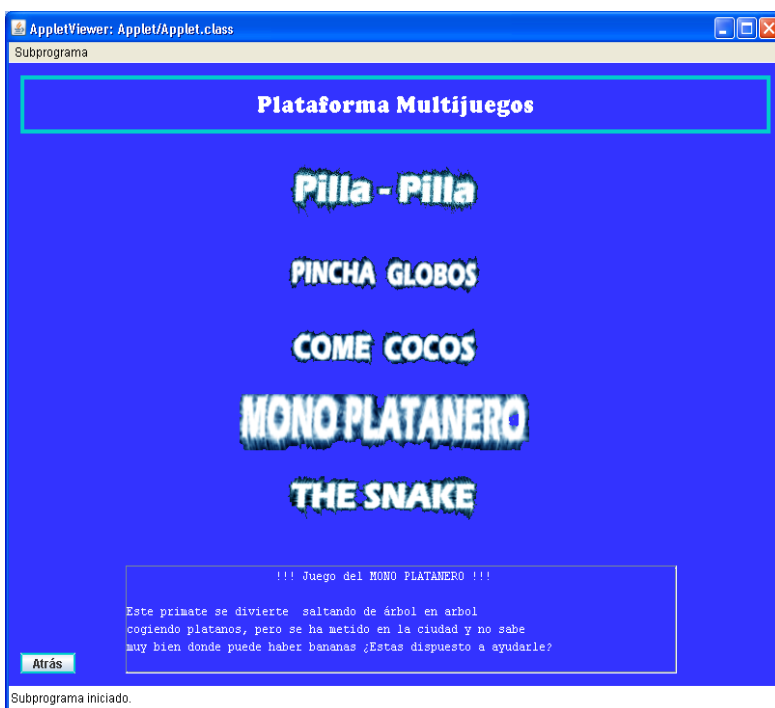 AppletViewer: Applet/Applet.class
Subprograma
Plataforma Multijuegos
Pilla - Pilla
PINCHA GLOBOS
COME COCOS
MONO PLATANERO
THE SNAKE
!!! Juego del MONO PLATANERO !!!
Este primate se divierte saltando de árbol en arbol
cogiendo platanos, pero se ha metido en la ciudad y no sabe
muy bien donde puede haber bananas ¿Estas dispuesto a ayudarle?
Atrás
Subprograma iniciado.